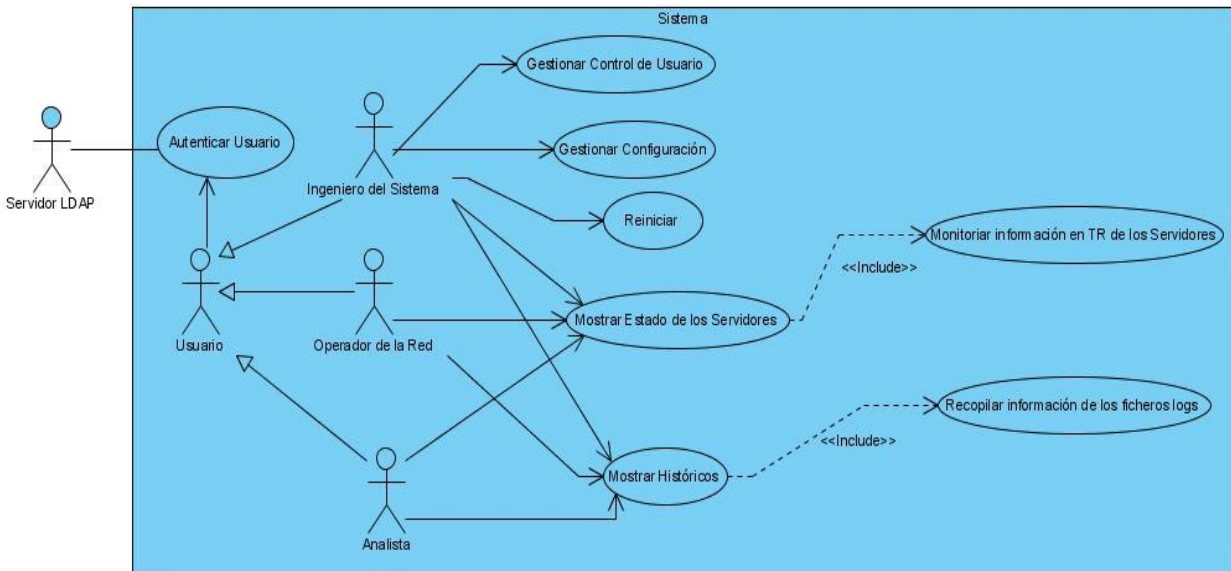 Sistema
Gestionar Control de Usuario
Autenticar Usuario
Gestionar Configuración
Servidor LDAP
Ingeniero del Sistema
Reiniciar
Monitoriar información en TR de los Servidores
<<Include>>
Mostrar Estado de los Servidores
Usuario
Operador de la Red
Recopilar información de los ficheros logs
<<Include>>
Mostrar Históricos
Analista